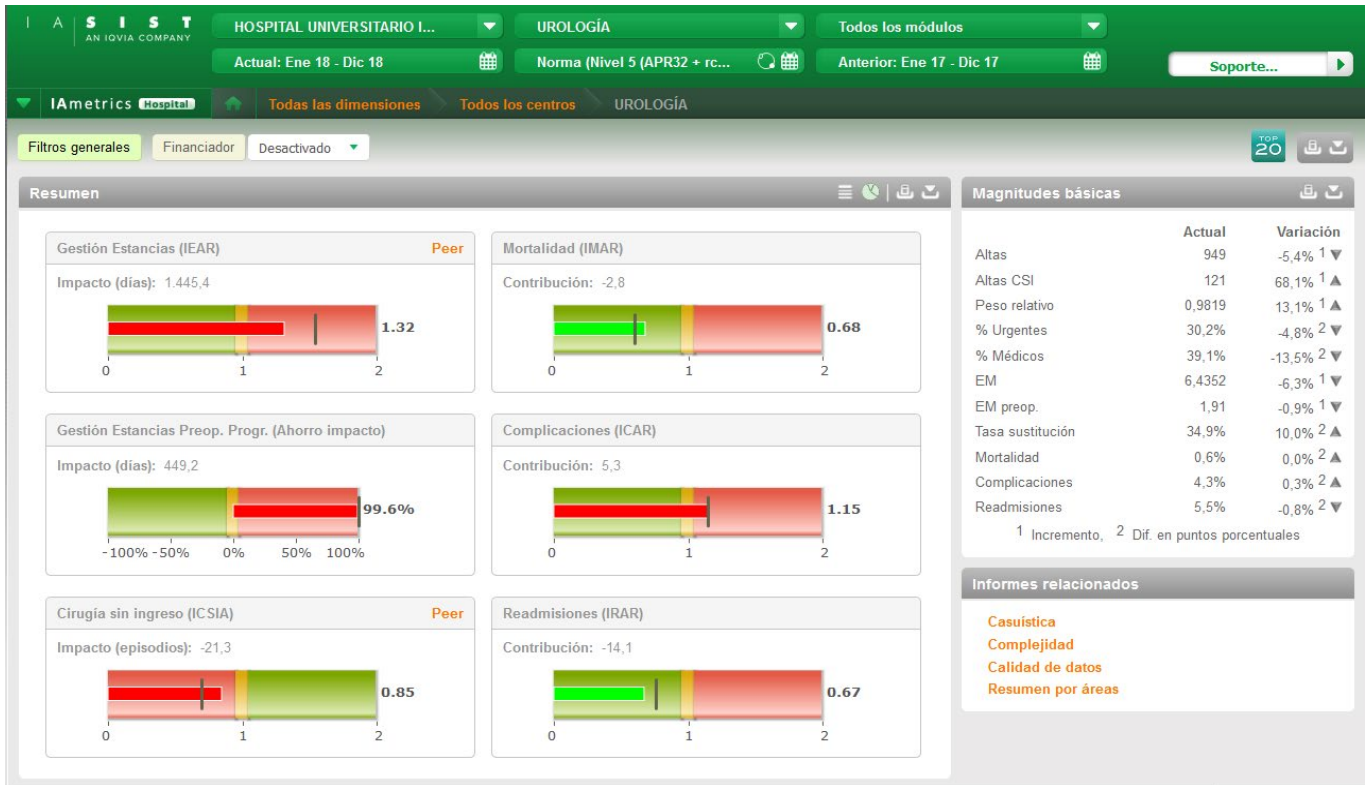 I A S I S T
AN IQVIA COMPANY
HOSPITAL UNIVERSITARIO I...
UROLOGÍA
Todos los módulos
Actual: Ene 18 - Dic 18
Norma (Nivel 5 (APR32 + rc...
Anterior: Ene 17 - Dic 17
Soporte...
IAmetrics Hospital
Todas las dimensiones
Todos los centros
UROLOGÍA
Filtros generales
Financiador
Desactivado
TOP 20
Resumen
Gestión Estancias (IEAR) Peer
Impacto (días): 1.445,4
1.32
0 1 2
Mortalidad (IMAR)
Contribución: -2,8
0.68
0 1 2
Gestión Estancias Preop. Progr. (Ahorro impacto)
Impacto (días): 449,2
99.6%
-100% -50% 0% 50% 100%
Complicaciones (ICAR)
Contribución: 5,3
1.15
0 1 2
Cirugía sin ingreso (ICSIA) Peer
Impacto (episodios): -21,3
0.85
0 1 2
Readmisiones (IRAR)
Contribución: -14,1
0.67
0 1 2
Magnitudes básicas
Actual Variación
Altas 949 -5,4% 1
Altas CSI 121 68,1% 1
Peso relativo 0,9819 13,1% 1
% Urgentes 30,2% -4,8% 2
% Médicos 39,1% -13,5% 2
EM 6,4352 -6,3% 1
EM preop. 1,91 -0,9% 1
Tasa sustitución 34,9% 10,0% 2
Mortalidad 0,6% 0,0% 2
Complicaciones 4,3% 0,3% 2
Readmisiones 5,5% -0,8% 2
1 Incremento, 2 Dif. en puntos porcentuales
Informes relacionados
Casuística
Complejidad
Calidad de datos
Resumen por áreas